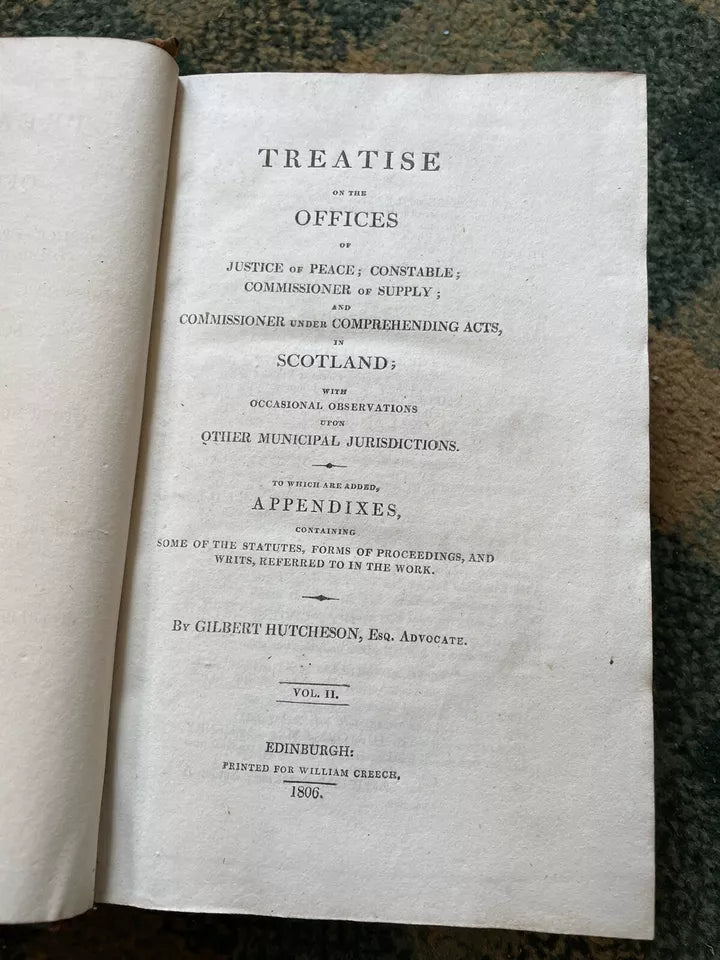 TREATISE
ON THE
OFFICES
OF
JUSTICE OF PEACE; CONSTABLE;
COMMISSIONER OF SUPPLY;
AND
COMMISSIONER UNDER COMPREHENDING ACTS,
IN
SCOTLAND;
WITH
OCCASIONAL OBSERVATIONS
UPON
OTHER MUNICIPAL JURISDICTIONS.
TO WHICH ARE ADDED,
APPENDIXES,
CONTAINING
SOME OF THE STATUTES, FORMS OF PROCEEDINGS, AND
WRITS, REFERRED TO IN THE WORK.
BY GILBERT HUTCHESON, ESQ. ADVOCATE.
VOL. II.
EDINBURGH:
PRINTED FOR WILLIAM CREECH,
1806.